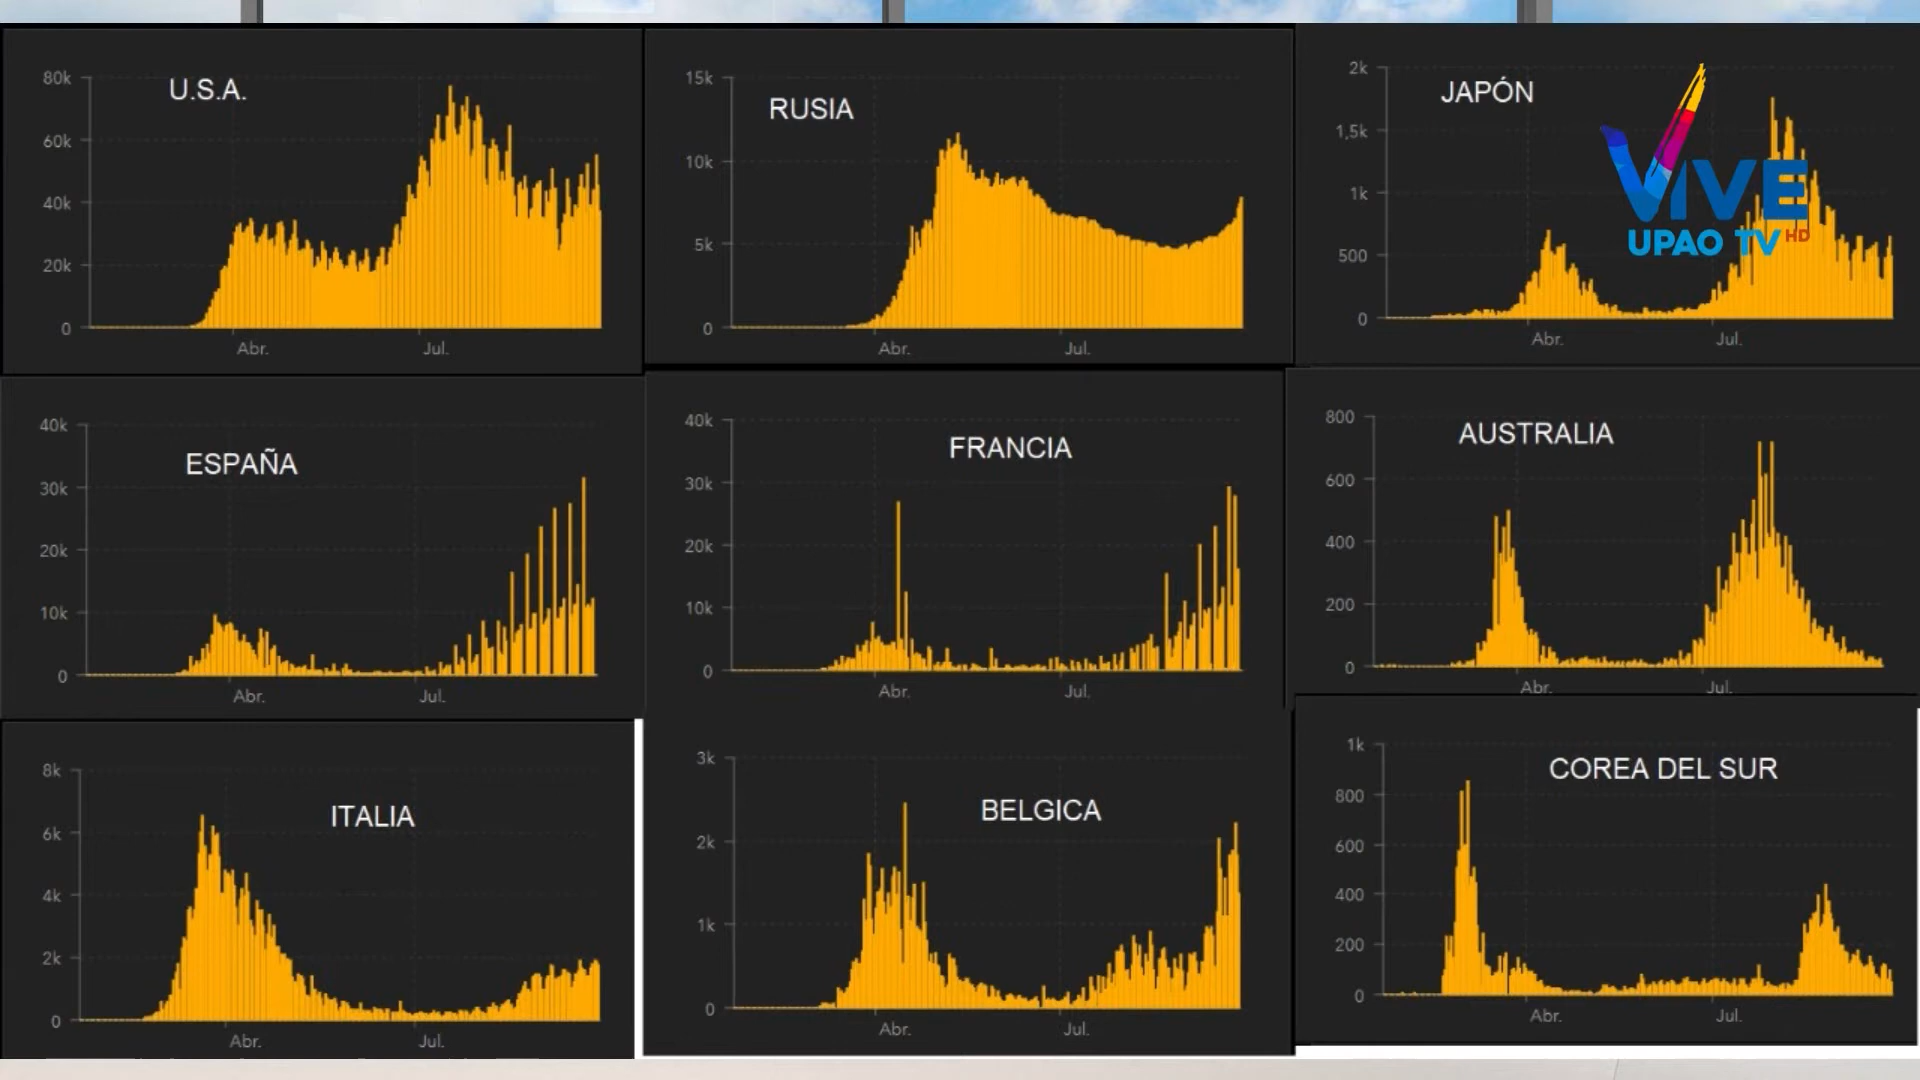 U.S.A.
80k
60k
40k
20k
0
Abr.
Jul.
RUSIA
15k
10k
5k
0
Abr.
Jul.
JAPÓN
2k
1,5k
1k
500
0
Abr.
Jul.
VIVE
UPAO TV HD
ESPAÑA
40k
30k
20k
10k
0
Abr.
Jul.
FRANCIA
40k
30k
20k
10k
0
Abr.
Jul.
AUSTRALIA
800
600
400
200
0
Abr.
Jul.
ITALIA
8k
6k
4k
2k
0
Abr.
Jul.
BELGICA
3k
2k
1k
0
Abr.
Jul.
COREA DEL SUR
1k
800
600
400
200
0
Abr.
Jul.